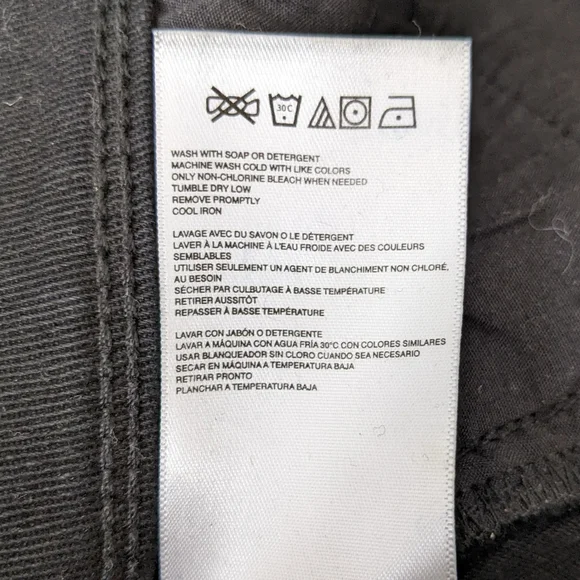 30C
WASH WITH SOAP OR DETERGENT
MACHINE WASH COLD WITH LIKE COLORS
ONLY NON-CHLORINE BLEACH WHEN NEEDED
TUMBLE DRY LOW
REMOVE PROMPTLY
COOL IRON
LAVAGE AVEC DU SAVON O LE DÉTERGENT
LAVER À LA MACHINE À L'EAU FROIDE AVEC DES COULEURS
SEMBLABLES
UTILISER SEULEMENT UN AGENT DE BLANCHIMENT NON CHLORÉ,
AU BESOIN
SÉCHER PAR CULBUTAGE À BASSE TEMPÉRATURE
RETIRER AUSSITÔT
REPASSER À BASSE TEMPÉRATURE
LAVAR CON JABÓN O DETERGENTE
LAVAR A MÁQUINA CON AGUA FRÍA 30°C CON COLORES SIMILARES
USAR BLANQUEADOR SIN CLORO CUANDO SEA NECESARIO
SECAR EN MÁQUINA A TEMPERATURA BAJA
RETIRAR PRONTO
PLANCHAR A TEMPERATURA BAJA